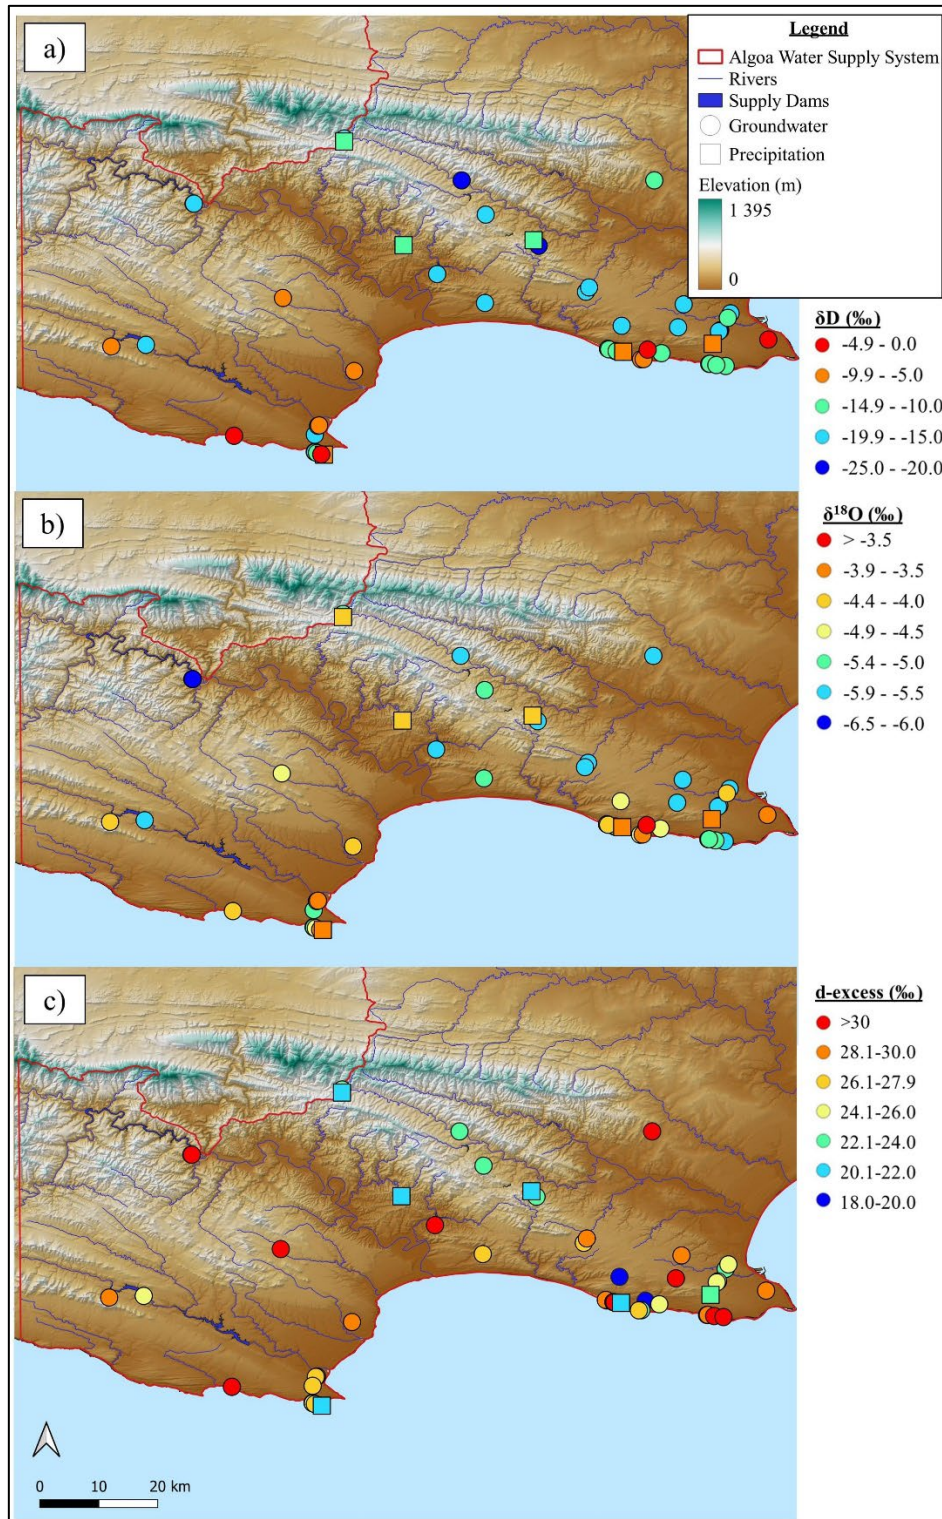 a)
Legend
Algoa Water Supply System
Rivers
Supply Dams
Groundwater
Precipitation
Elevation (m)
1 395
0
δD (‰)
-4.9 - 0.0
-9.9 - -5.0
-14.9 - -10.0
-19.9 - -15.0
-25.0 - -20.0
b)
δ¹⁸O (‰)
> -3.5
-3.9 - -3.5
-4.4 - -4.0
-4.9 - -4.5
-5.4 - -5.0
-5.9 - -5.5
-6.5 - -6.0
c)
d-excess (‰)
>30
28.1-30.0
26.1-27.9
24.1-26.0
22.1-24.0
20.1-22.0
18.0-20.0
0 10 20 km